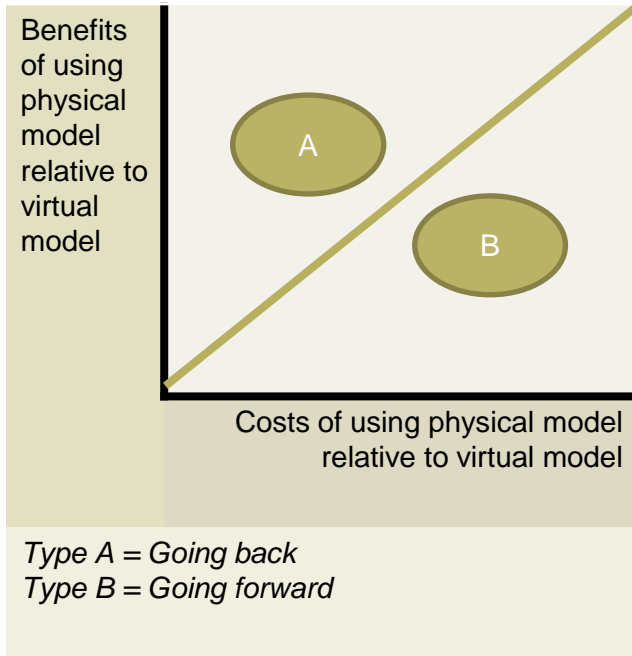 Benefits
of using
physical
model
relative to
virtual
model
A
B
Costs of using physical model
relative to virtual model
Type A = Going back
Type B = Going forward